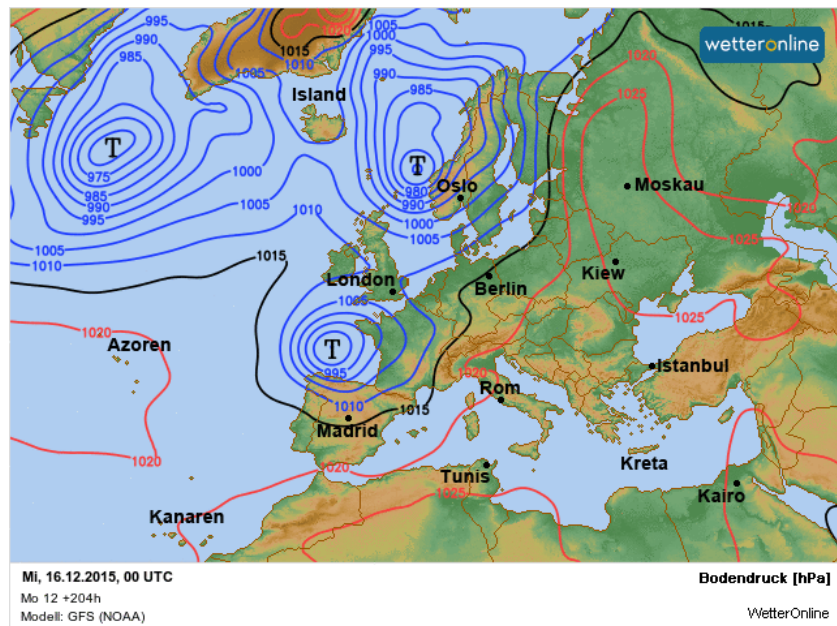 995
990
985
1005
1000
995
990
985
1020
1015
1010
1005
1015
wetteronline
1020
1025
Island
T
975
985
990
995
1000
T
980
990
1000
1005
Oslo
Moskau
1020
1005
1010
1010
1015
1025
London
Berlin
Kiew
1005
T
995
1010
1015
1025
1020
Azoren
1020
Rom
Istanbul
Madrid
1020
1020
Tunis
Kreta
Kairo
1025
Kanaren
Mi, 16.12.2015, 00 UTC
Bodendruck [hPa]
Mo 12 +204h
Modell: GFS (NOAA)
WetterOnline